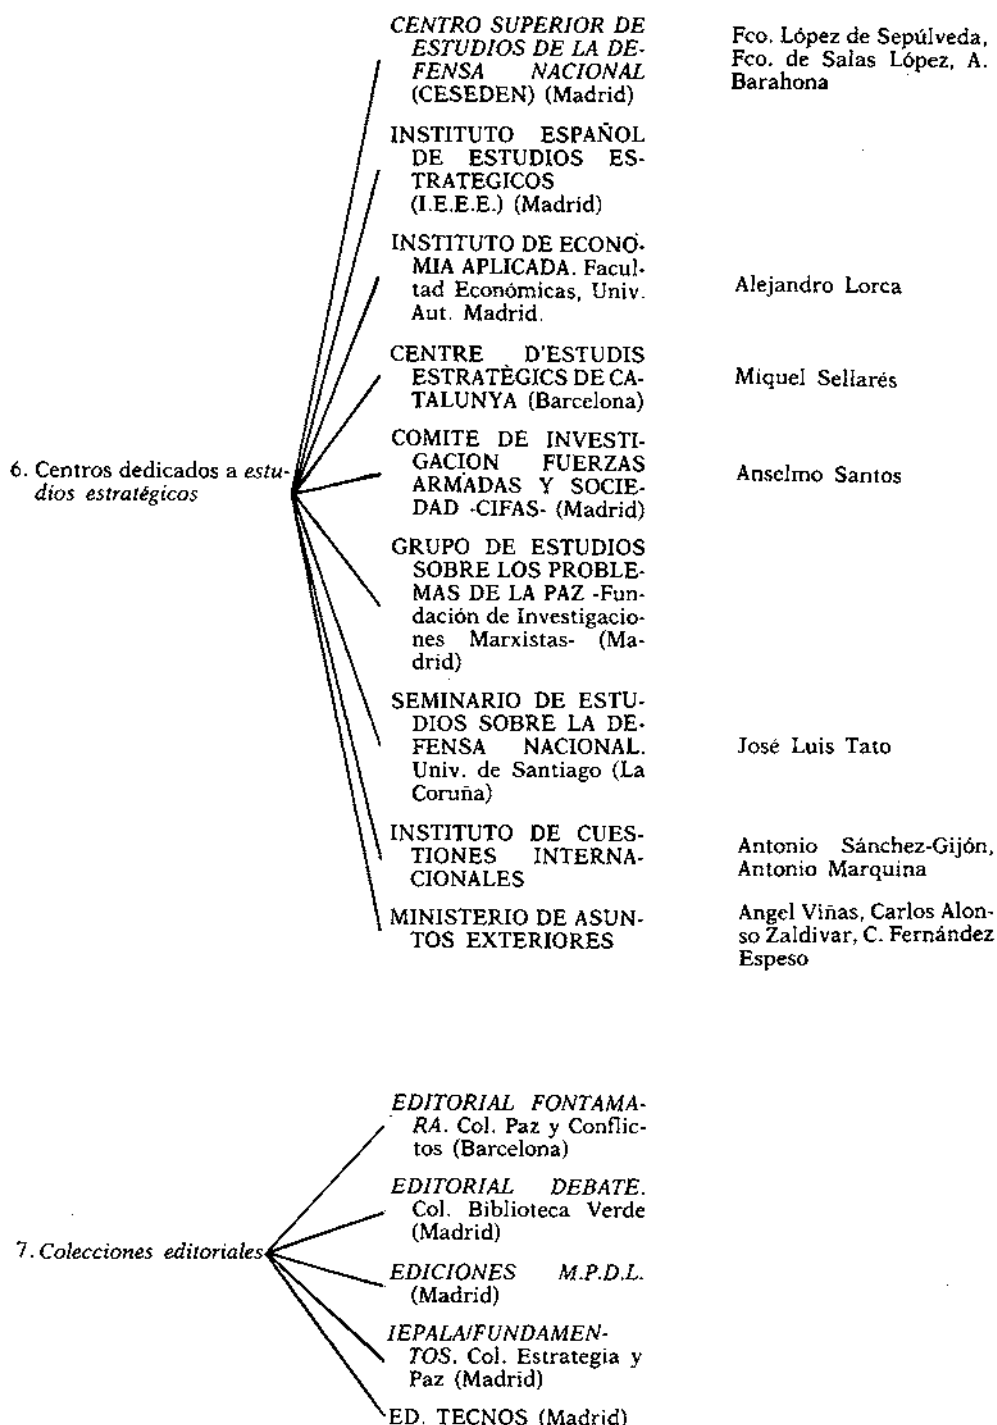 CENTRO SUPERIOR DE
ESTUDIOS DE LA DE-
FENSA NACIONAL
(CESEDEN) (Madrid)
Fco. López de Sepúlveda,
Fco. de Salas López, A.
Barahona
INSTITUTO ESPAÑOL
DE ESTUDIOS ES-
TRATEGICOS
(I.E.E.E.) (Madrid)
INSTITUTO DE ECONO-
MIA APLICADA. Facul-
tad Económicas, Univ.
Aut. Madrid.
Alejandro Lorca
CENTRE D'ESTUDIS
ESTRATÈGICS DE CA-
TALUNYA (Barcelona)
Miquel Sellarés
6. Centros dedicados a estu-
dios estratégicos
COMITE DE INVESTI-
GACION FUERZAS
ARMADAS Y SOCIE-
DAD -CIFAS- (Madrid)
Anselmo Santos
GRUPO DE ESTUDIOS
SOBRE LOS PROBLE-
MAS DE LA PAZ -Fun-
dación de Investigacio-
nes Marxistas- (Ma-
drid)
SEMINARIO DE ESTU-
DIOS SOBRE LA DE-
FENSA NACIONAL.
Univ. de Santiago (La
Coruña)
José Luis Tato
INSTITUTO DE CUES-
TIONES INTERNA-
CIONALES
Antonio Sánchez-Gijón,
Antonio Marquina
MINISTERIO DE ASUN-
TOS EXTERIORES
Angel Viñas, Carlos Alon-
so Zaldivar, C. Fernández
Espeso
7. Colecciones editoriales
EDITORIAL FONTAMA-
RA. Col. Paz y Conflic-
tos (Barcelona)
EDITORIAL DEBATE.
Col. Biblioteca Verde
(Madrid)
EDICIONES M.P.D.L.
(Madrid)
IEPALA/FUNDAMEN-
TOS. Col. Estrategia y
Paz (Madrid)
ED. TECNOS (Madrid)